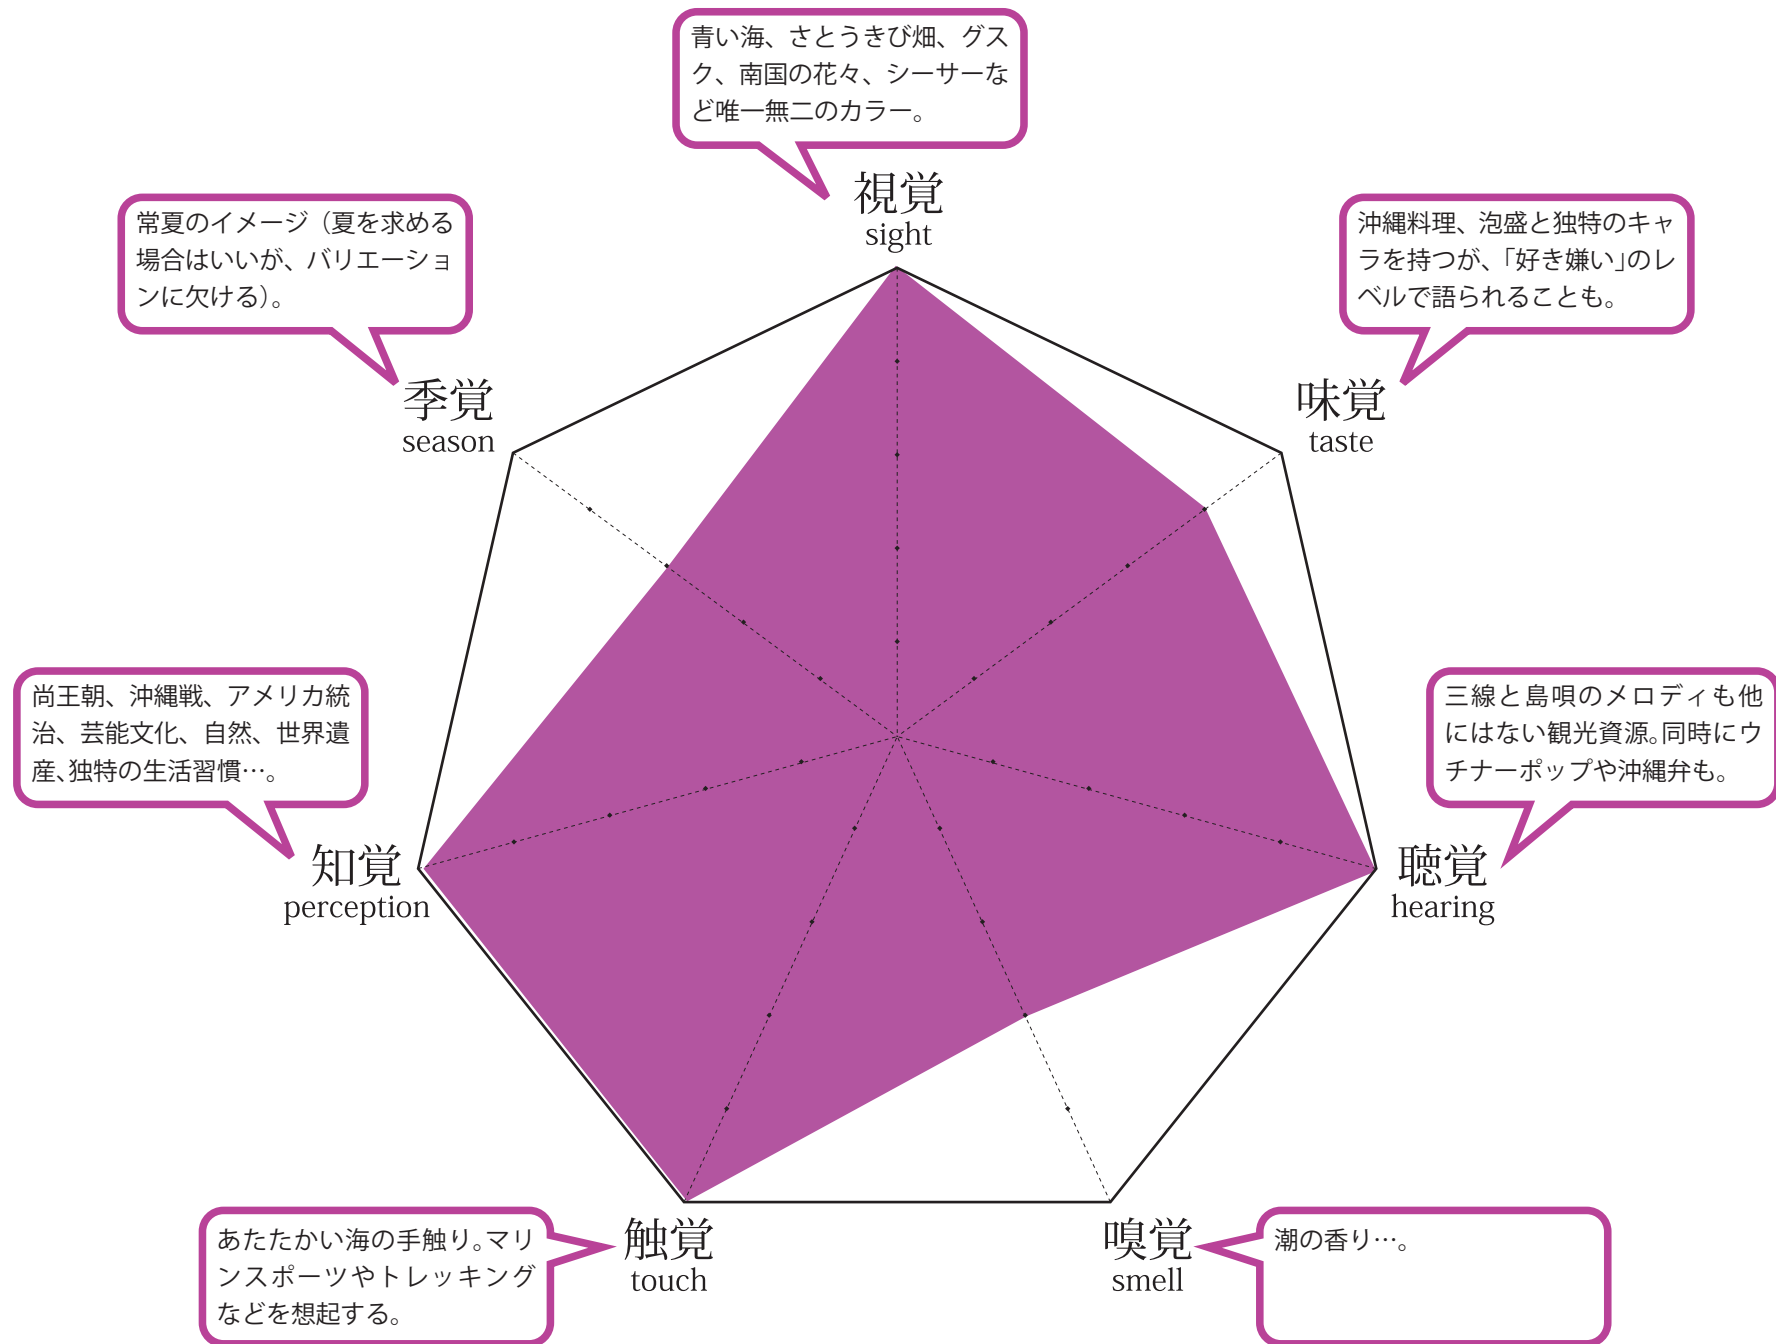 青い海、さとうきび畑、グス
ク、南国の花々、シーサーな
ど唯一無二のカラー。
視覚
sight
常夏のイメージ（夏を求める
場合はいいが、バリエーショ
ンに欠ける）。
季覚
season
沖縄料理、泡盛と独特のキャ
ラを持つが、「好き嫌い」のレ
ベルで語られることも。
味覚
taste
尚王朝、沖縄戦、アメリカ統
治、芸能文化、自然、世界遺
産、独特の生活習慣…。
知覚
perception
三線と島唄のメロディも他
にはない観光資源。同時にウ
チナーポップや沖縄弁も。
聴覚
hearing
あたたかい海の手触り。マリ
ンスポーツやトレッキング
などを想起する。
触覚
touch
嗅覚
smell
潮の香り…。